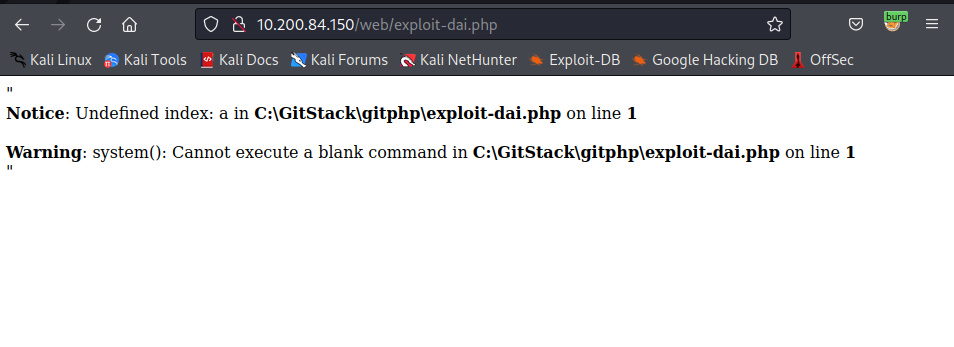 10.200.84.150/web/exploit-dai.php
burp
Kali Linux Kali Tools Kali Docs Kali Forums Kali NetHunter Exploit-DB Google Hacking DB OffSec
"
Notice: Undefined index: a in C:\GitStack\gitphp\exploit-dai.php on line 1
Warning: system(): Cannot execute a blank command in C:\GitStack\gitphp\exploit-dai.php on line 1
"